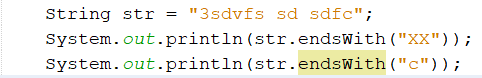 String str = "3sdvfs sd sdfc";
System.out.println(str.endsWith("XX"));
System.out.println(str.endsWith("c"));